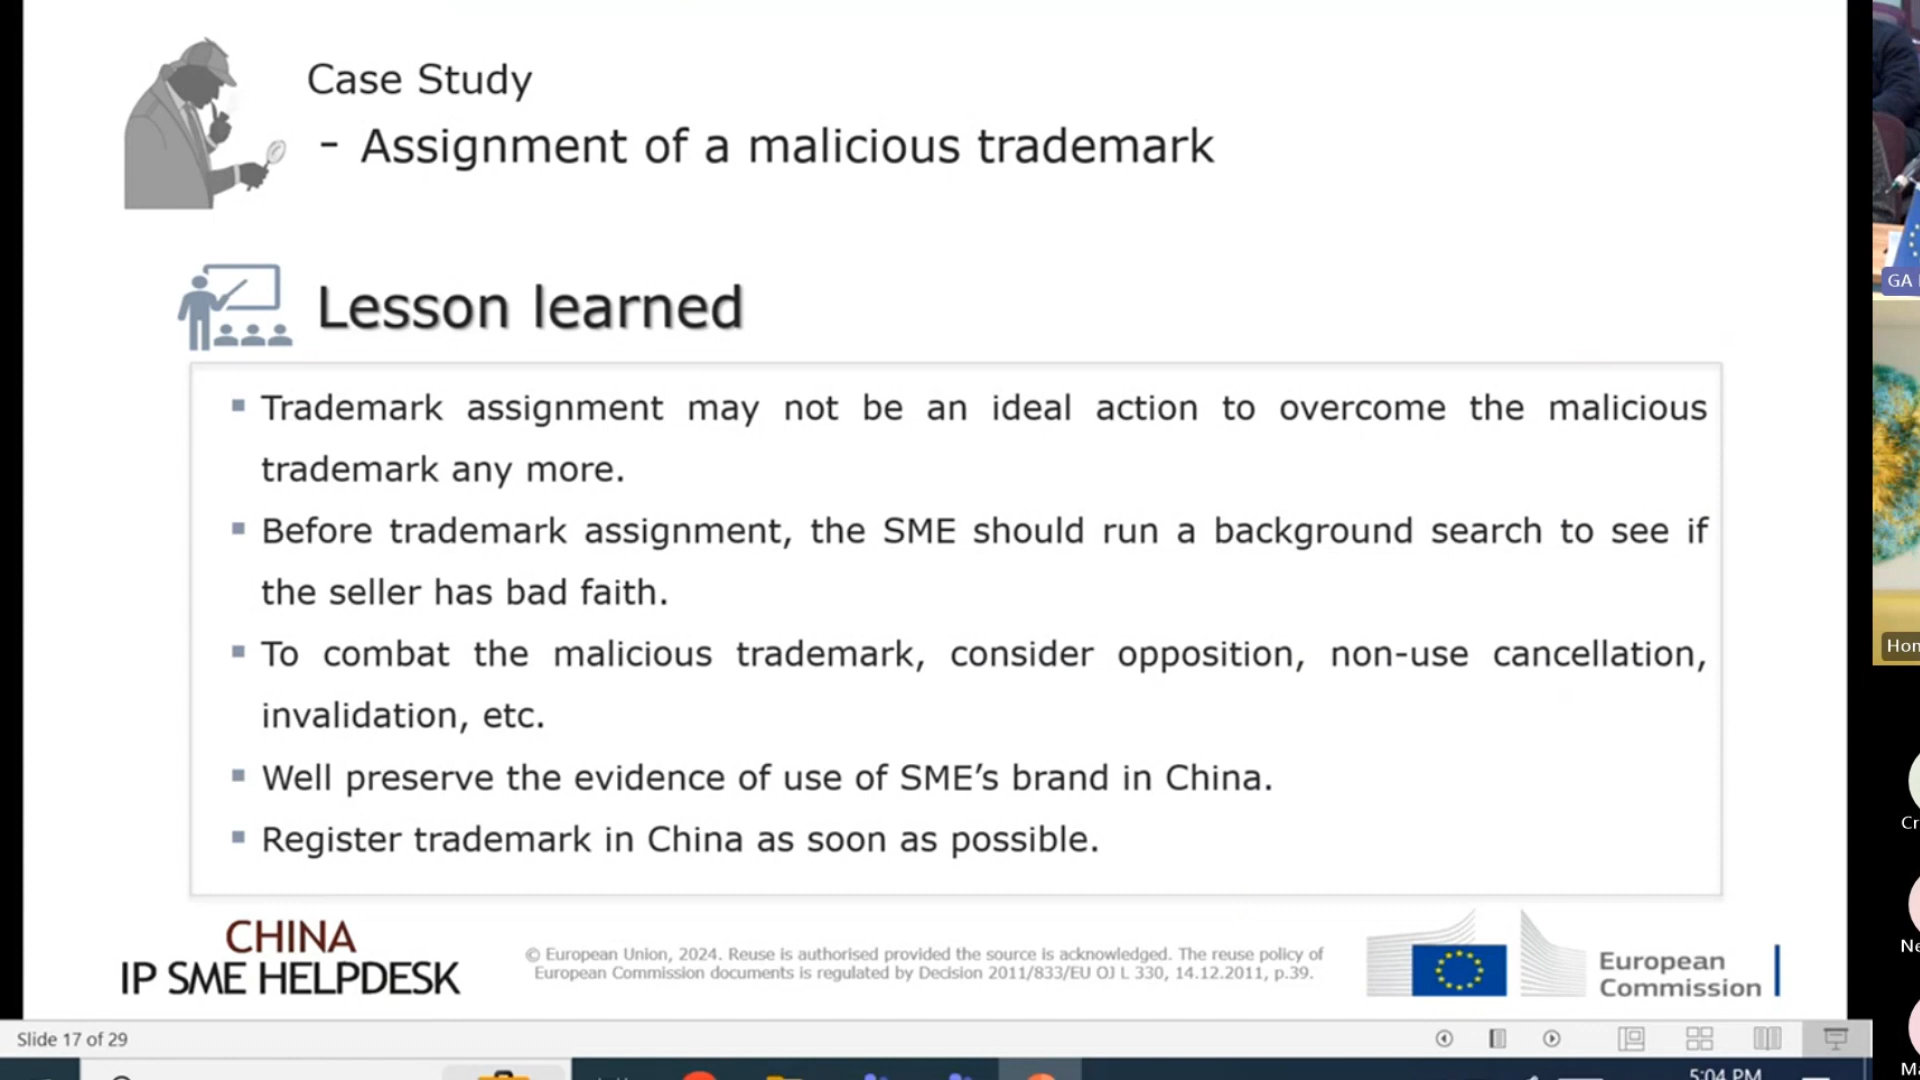 Case Study
- Assignment of a malicious trademark
Lesson learned
▪ Trademark assignment may not be an ideal action to overcome the malicious
trademark any more.
▪ Before trademark assignment, the SME should run a background search to see if
the seller has bad faith.
▪ To combat the malicious trademark, consider opposition, non-use cancellation,
invalidation, etc.
▪ Well preserve the evidence of use of SME’s brand in China.
▪ Register trademark in China as soon as possible.
CHINA
IP SME HELPDESK
© European Union, 2024. Reuse is authorised provided the source is acknowledged. The reuse policy of
European Commission documents is regulated by Decision 2011/833/EU OJ L 330, 14.12.2011, p.39.
European
Commission
Slide 17 of 29
5:04 PM
GA
Hon
Cr
Ne
Ma